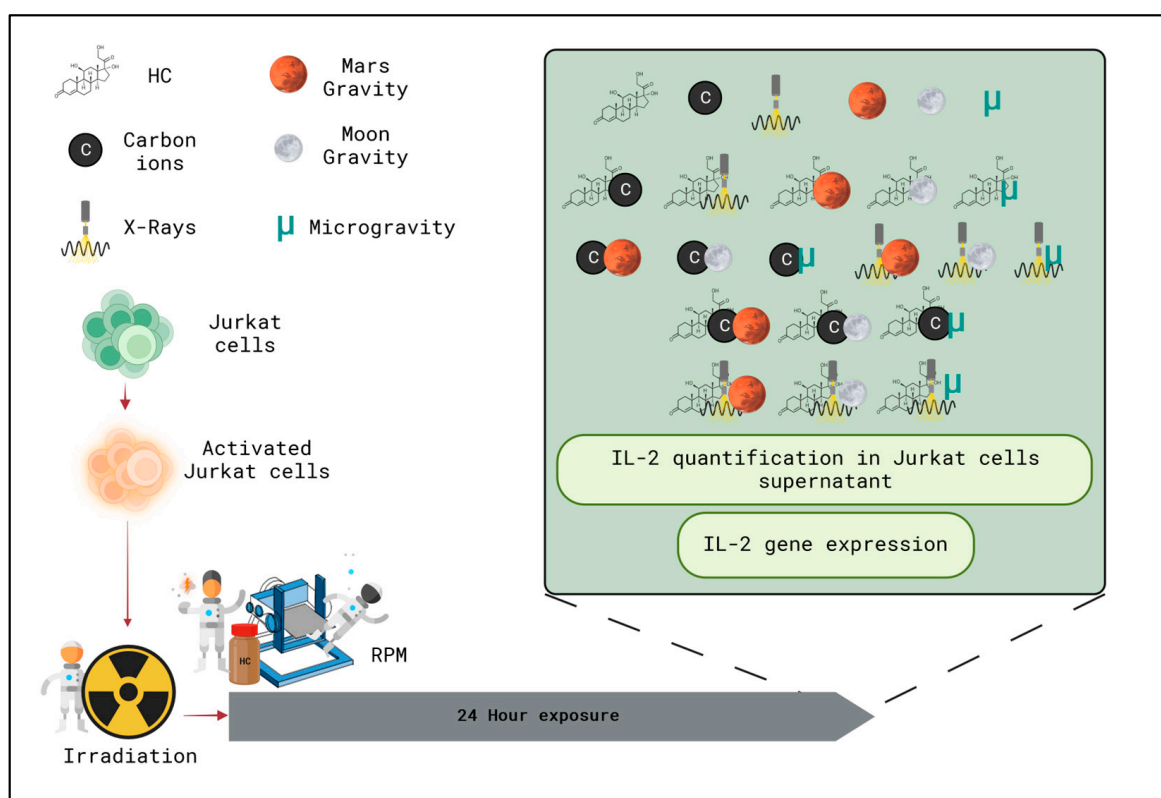 HC
Mars
Gravity
C
Carbon
ions
Moon
Gravity
X-Rays
μ Microgravity
Jurkat
cells
Activated
Jurkat cells
HC
RPM
Irradiation
24 Hour exposure
C
μ
C
μ
C
C
C
μ
μ
C
C
C
μ
μ
IL-2 quantification in Jurkat cells
supernatant
IL-2 gene expression